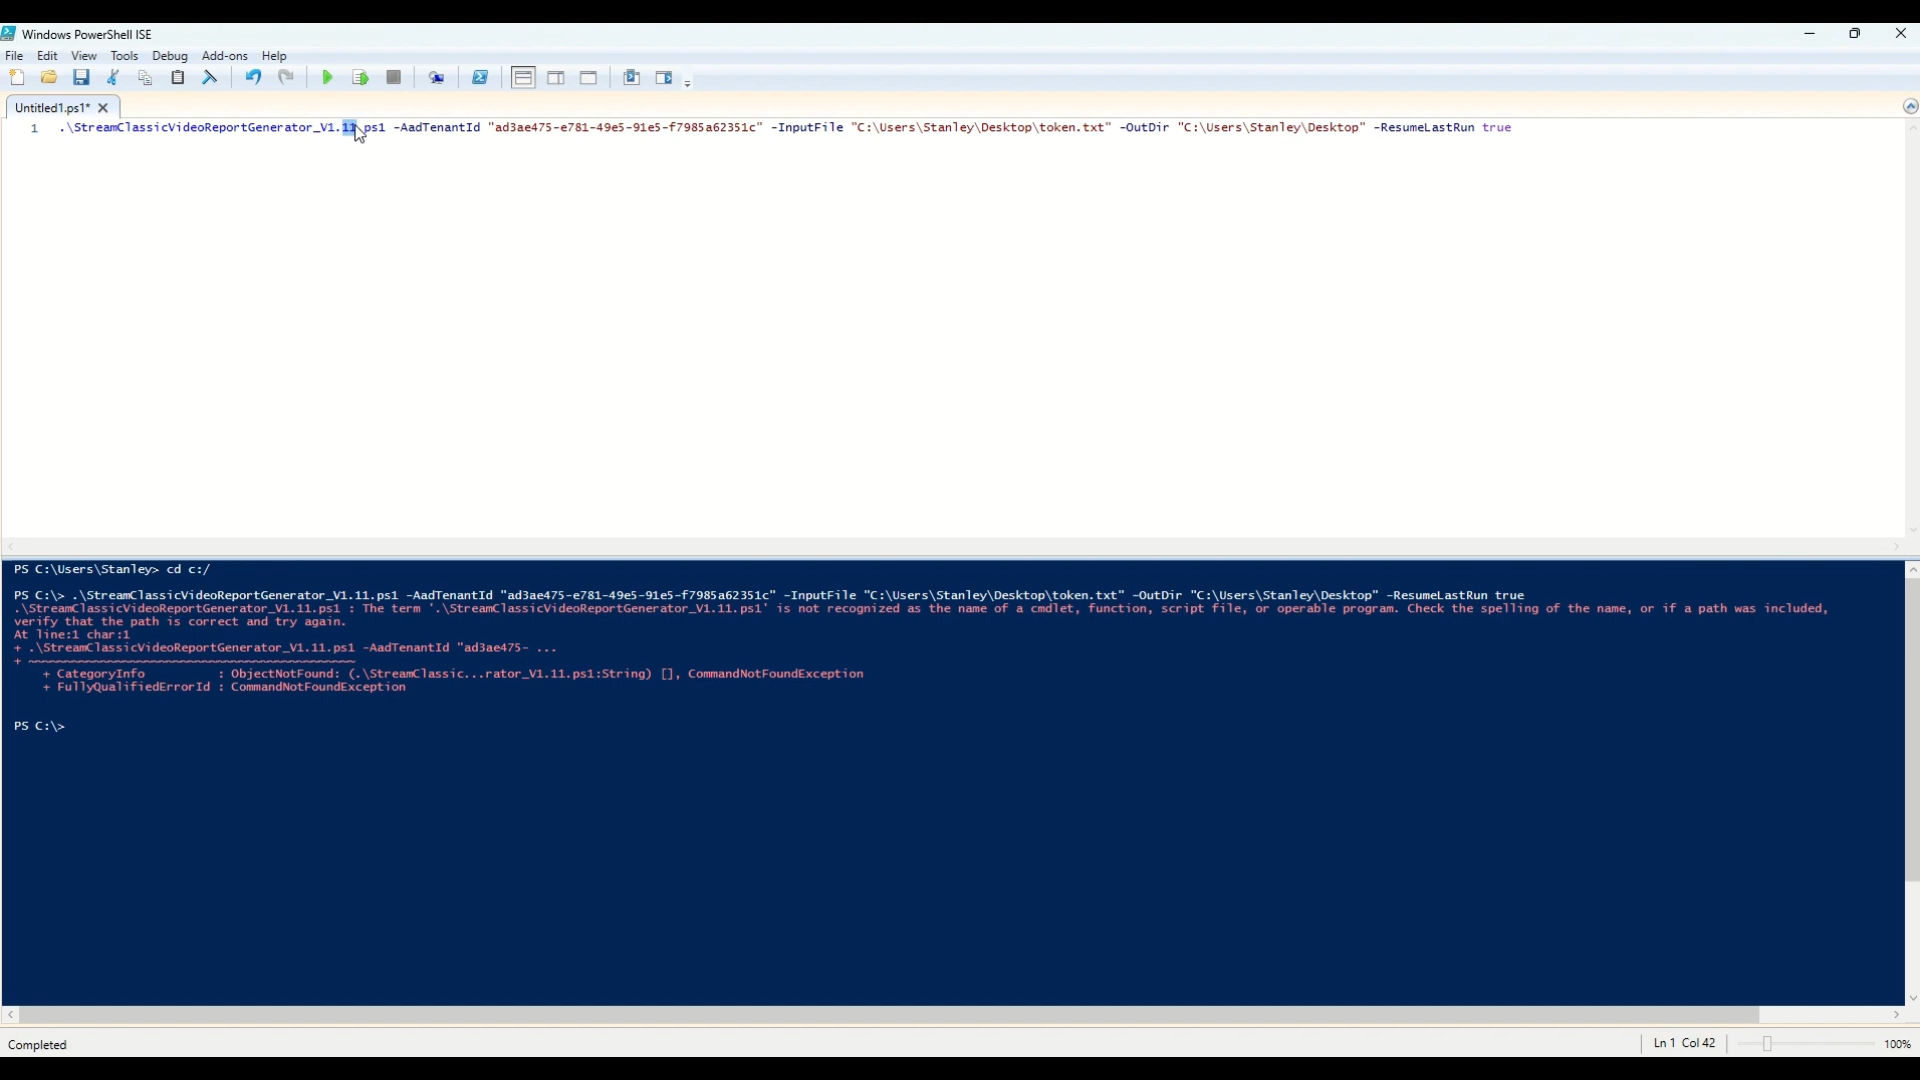 Windows PowerShell ISE
File Edit View Tools Debug Add-ons Help
Untitled1.ps1*
1 .\StreamClassicVideoReportGenerator_V1.11.ps1 -AadTenantId "ad3ae475-e781-49e5-91e5-f7985a62351c" -InputFile "C:\Users\Stanley\Desktop\token.txt" -OutDir "C:\Users\Stanley\Desktop" -ResumeLastRun true
PS C:\Users\Stanley> cd c:/
PS C:\> .\StreamClassicVideoReportGenerator_V1.11.ps1 -AadTenantId "ad3ae475-e781-49e5-91e5-f7985a62351c" -InputFile "C:\Users\Stanley\Desktop\token.txt" -OutDir "C:\Users\Stanley\Desktop" -ResumeLastRun true
.\StreamClassicVideoReportGenerator_V1.11.ps1 : The term '.\StreamClassicVideoReportGenerator_V1.11.ps1' is not recognized as the name of a cmdlet, function, script file, or operable program. Check the spelling of the name, or if a path was included,
verify that the path is correct and try again.
At line:1 char:1
+ .\StreamClassicVideoReportGenerator_V1.11.ps1 -AadTenantId "ad3ae475- ...
+ ~~~~~~~~~~~~~~~~~~~~~~~~~~~~~~~~~~~~~~~~~~~~~
+ CategoryInfo : ObjectNotFound: (.\StreamClassic...rator_V1.11.ps1:String) [], CommandNotFoundException
+ FullyQualifiedErrorId : CommandNotFoundException
PS C:\>
Completed Ln 1 Col 42 100%